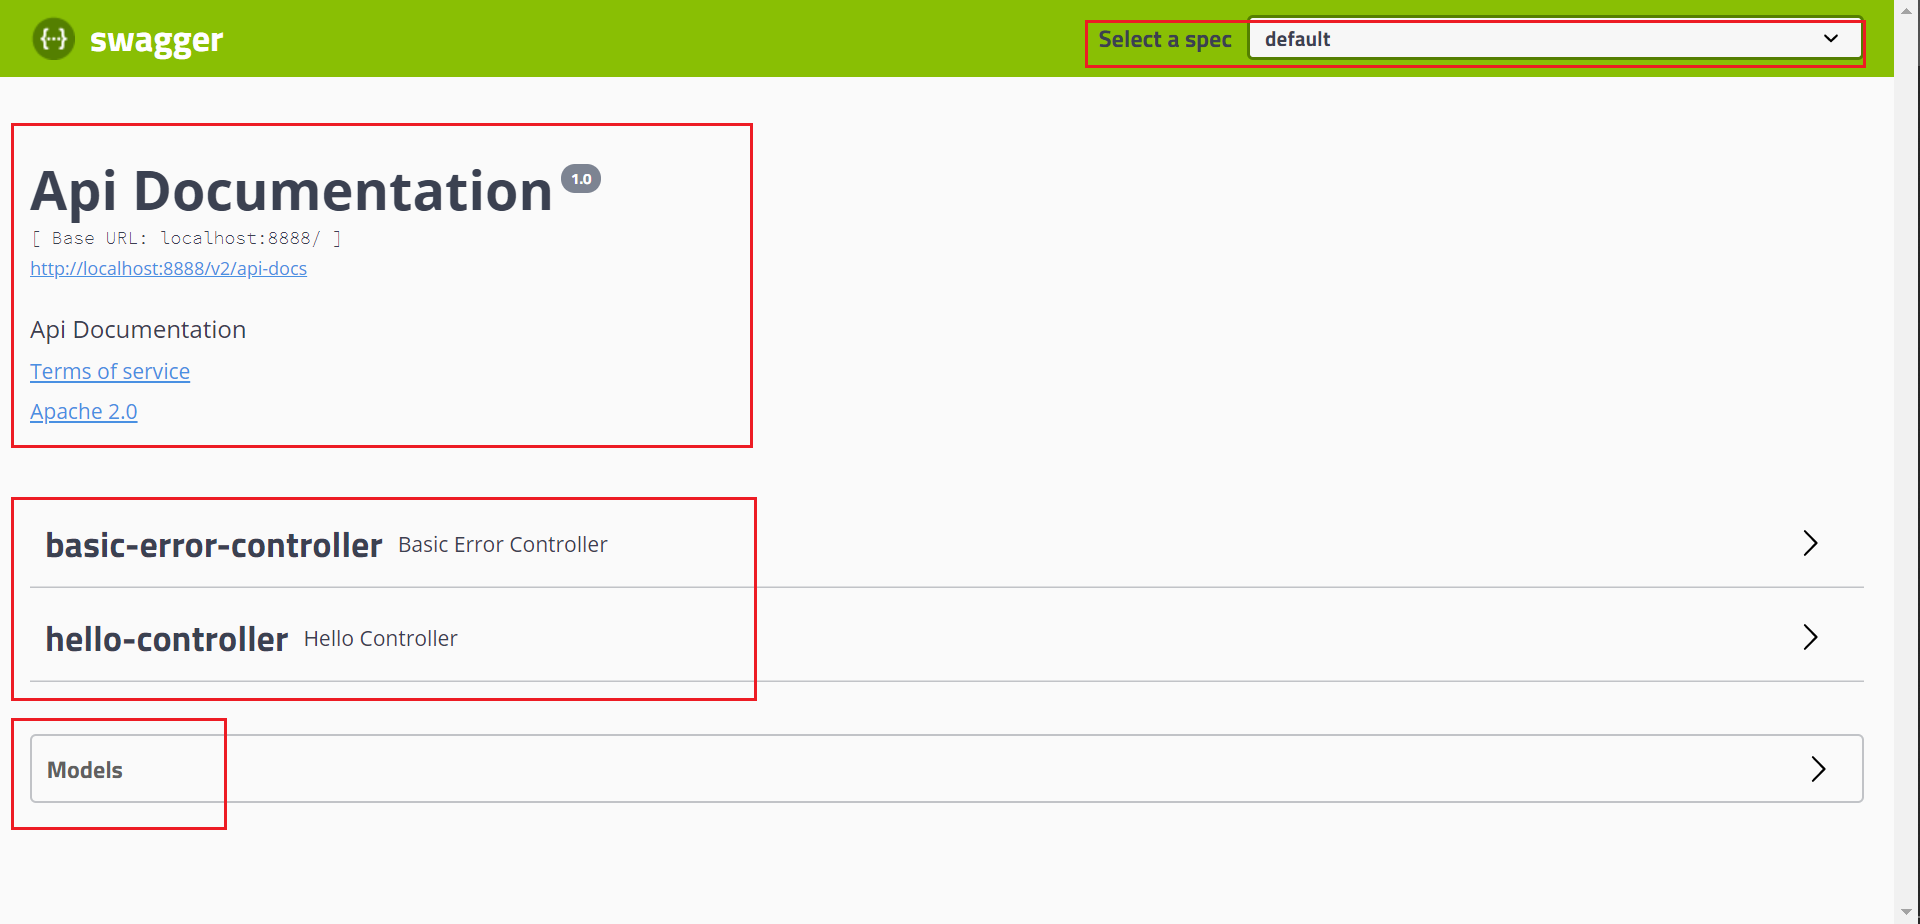 {···} swagger
Select a spec default
Api Documentation 1.0
[ Base URL: localhost:8888/ ]
http://localhost:8888/v2/api-docs
Api Documentation
Terms of service
Apache 2.0
basic-error-controller Basic Error Controller
hello-controller Hello Controller
Models